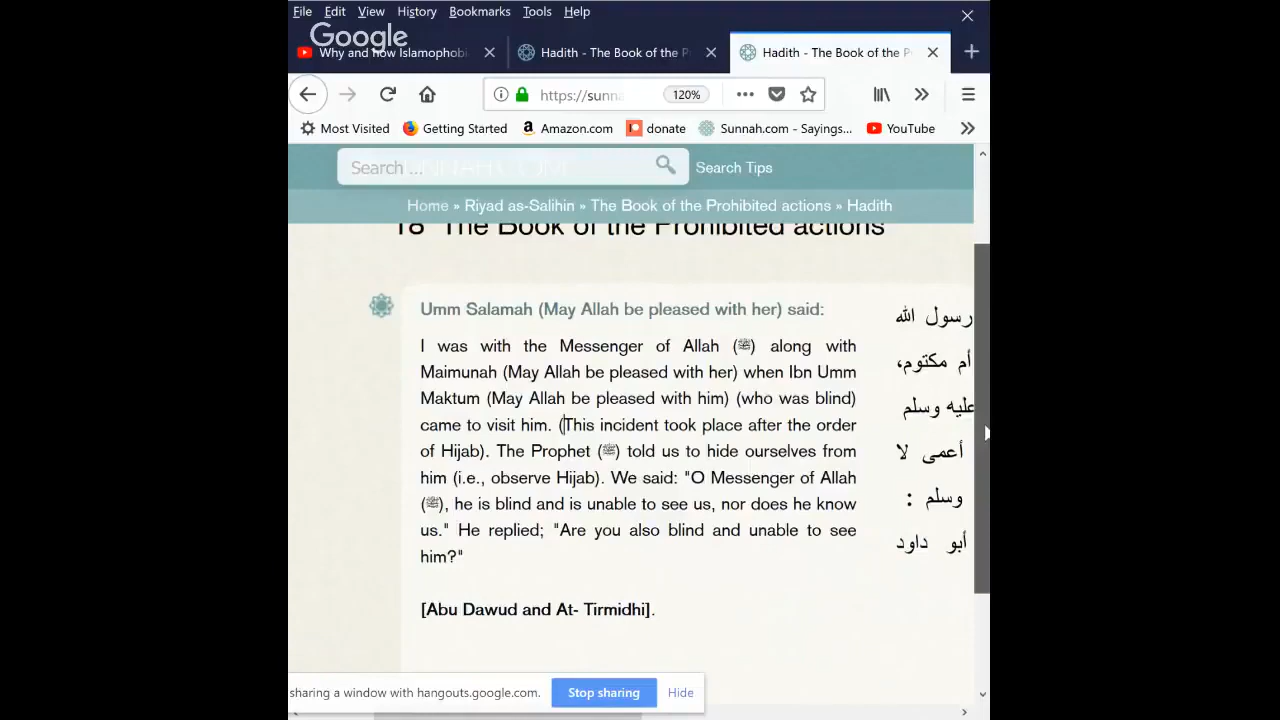 File Edit View History Bookmarks Tools Help
Google
Why and how Islamophobi
Hadith - The Book of the P
Hadith - The Book of the P
https://sunna
120%
Most Visited Getting Started Amazon.com donate Sunnah.com - Sayings... YouTube
Search ...
Search Tips
Home » Riyad as-Salihin » The Book of the Prohibited actions » Hadith
18 The Book of the Prohibited actions
Umm Salamah (May Allah be pleased with her) said:
I was with the Messenger of Allah (ﷺ) along with
Maimunah (May Allah be pleased with her) when Ibn Umm
Maktum (May Allah be pleased with him) (who was blind)
came to visit him. (This incident took place after the order
of Hijab). The Prophet (ﷺ) told us to hide ourselves from
him (i.e., observe Hijab). We said: "O Messenger of Allah
(ﷺ), he is blind and is unable to see us, nor does he know
us." He replied; "Are you also blind and unable to see
him?"
[Abu Dawud and At- Tirmidhi].
رسول الله
أم مكتوم،
عليه وسلم
أعمى لا
وسلم :
أبو داود
sharing a window with hangouts.google.com. Stop sharing Hide